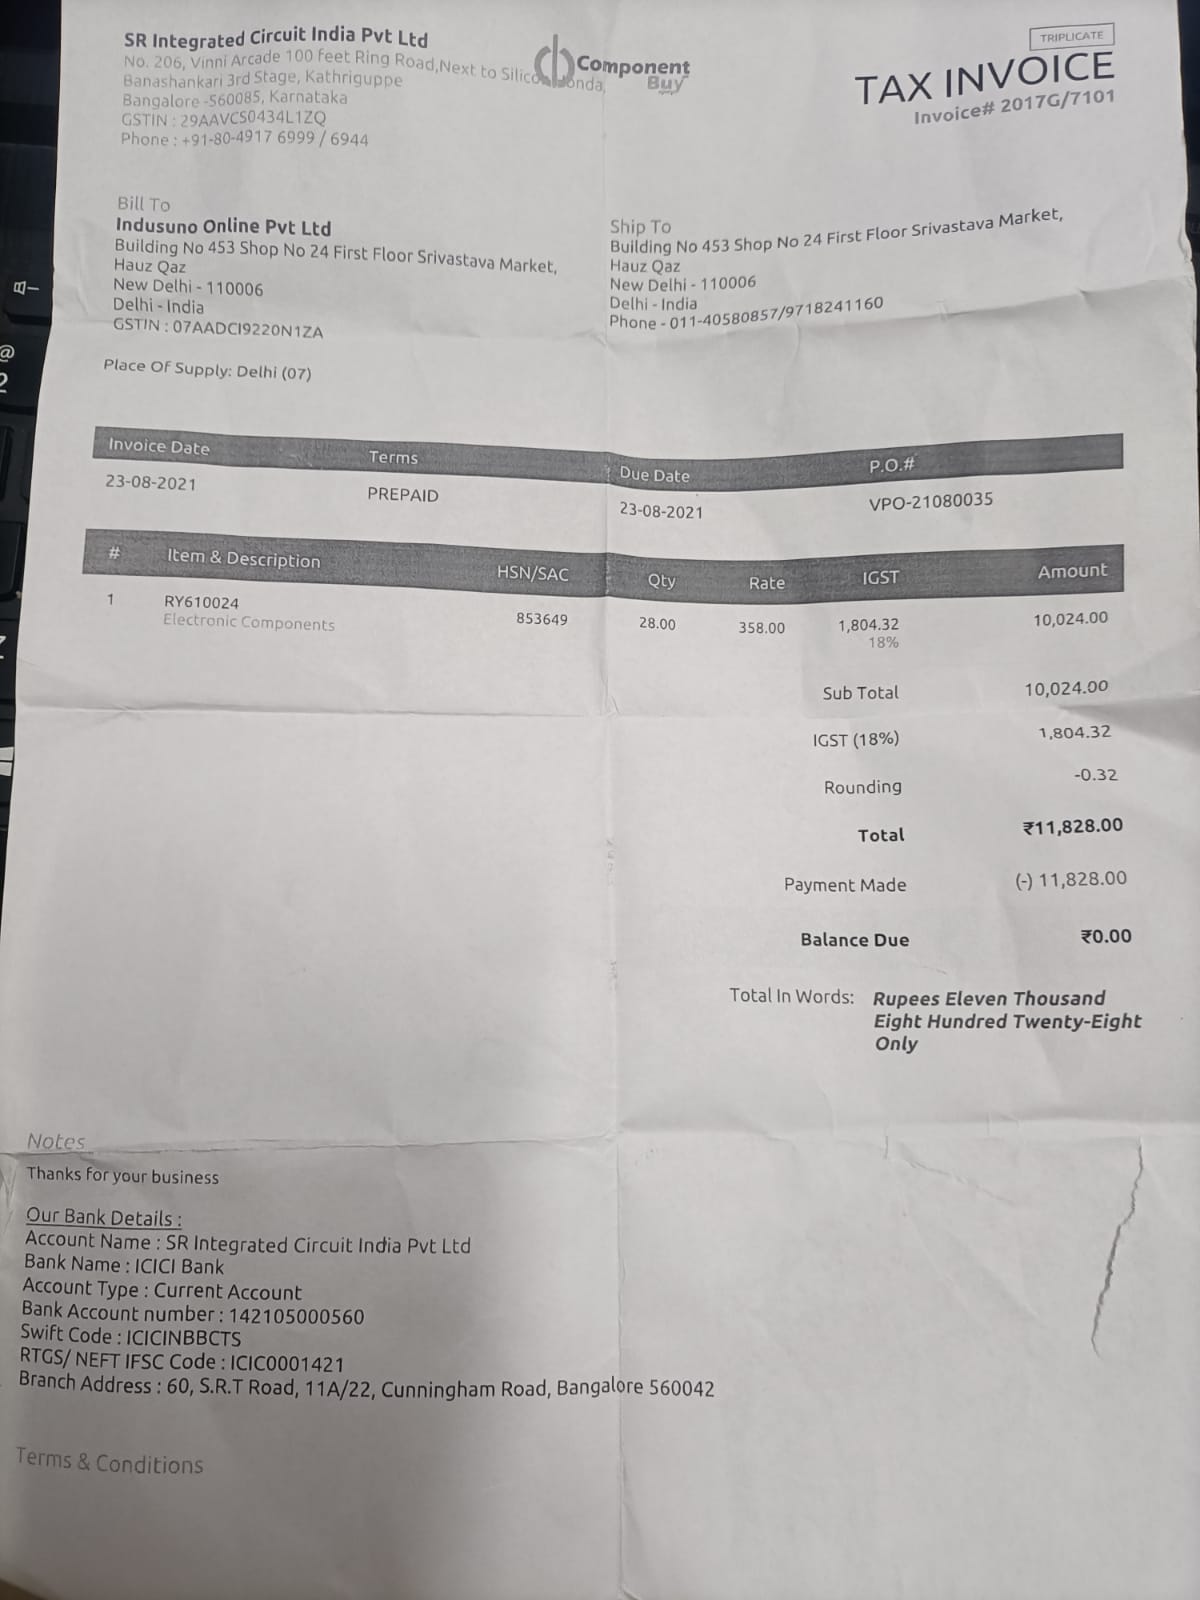 SR Integrated Circuit India Pvt Ltd
No. 206, Vinni Arcade 100 feet Ring Road,Next to Silico onda,
Banashankari 3rd Stage, Kathriguppe
Bangalore -560085, Karnataka
GSTIN : 29AAVCS0434L1ZQ
Phone : +91-80-4917 6999 / 6944
Component
Buy
TRIPLICATE
TAX INVOICE
Invoice# 2017G/7101
Bill To
Indusuno Online Pvt Ltd
Building No 453 Shop No 24 First Floor Srivastava Market,
Hauz Qaz
New Delhi - 110006
Delhi - India
GSTIN : 07AADCI9220N1ZA
Ship To
Building No 453 Shop No 24 First Floor Srivastava Market,
Hauz Qaz
New Delhi - 110006
Delhi - India
Phone - 011-40580857/9718241160
Place Of Supply: Delhi (07)
Invoice Date Terms Due Date P.O.#
23-08-2021 PREPAID 23-08-2021 VPO-21080035
# Item & Description HSN/SAC Qty Rate IGST Amount
1 RY610024 853649 28.00 358.00 1,804.32 10,024.00
Electronic Components 18%
Sub Total 10,024.00
IGST (18%) 1,804.32
Rounding -0.32
Total ₹11,828.00
Payment Made (-) 11,828.00
Balance Due ₹0.00
Total In Words: Rupees Eleven Thousand
Eight Hundred Twenty-Eight
Only
Notes
Thanks for your business
Our Bank Details :
Account Name : SR Integrated Circuit India Pvt Ltd
Bank Name : ICICI Bank
Account Type : Current Account
Bank Account number : 142105000560
Swift Code : ICICINBBCTS
RTGS/ NEFT IFSC Code : ICIC0001421
Branch Address : 60, S.R.T Road, 11A/22, Cunningham Road, Bangalore 560042
Terms & Conditions